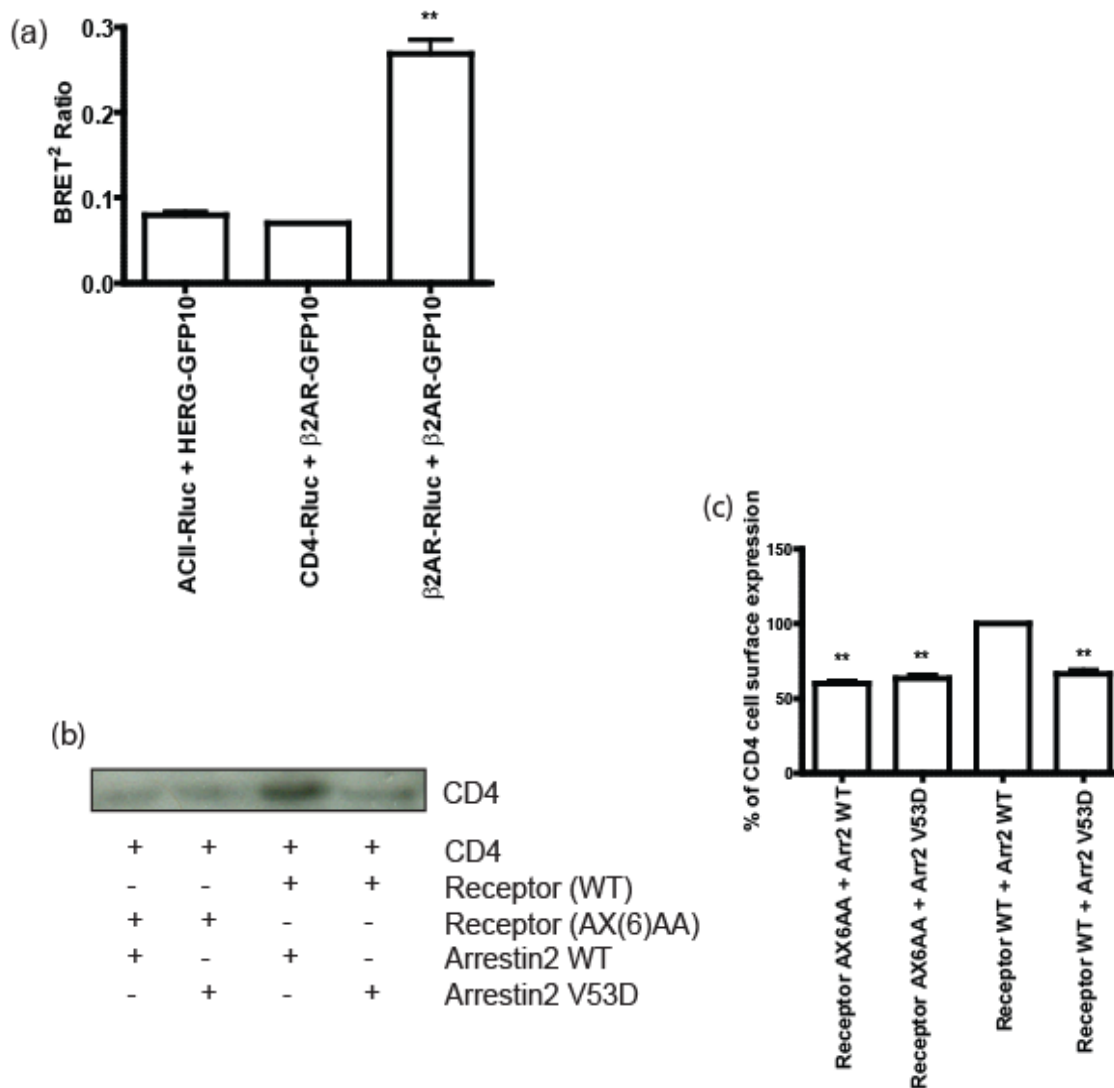 (a)
**
0.3
0.2
0.1
0.0
BRET² Ratio
ACII-Rluc + HERG-GFP10
CD4-Rluc + β2AR-GFP10
β2AR-Rluc + β2AR-GFP10
(b)
CD4
+ + + + CD4
- - + + Receptor (WT)
+ + - - Receptor (AX(6)AA)
+ - + - Arrestin2 WT
- + - + Arrestin2 V53D
(c)
% of CD4 cell surface expression
150
100
50
0
** ** **
Receptor AX6AA + Arr2 WT
Receptor AX6AA + Arr2 V53D
Receptor WT + Arr2 WT
Receptor WT + Arr2 V53D